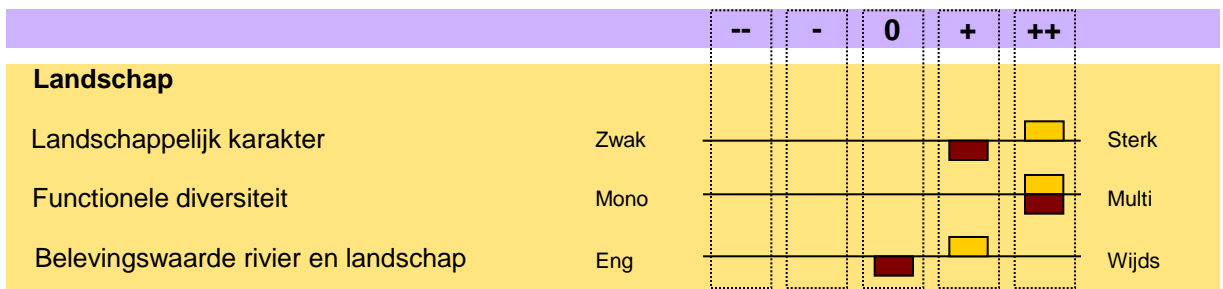 -- - 0 + ++
Landschap
Landschappelijk karakter Zwak Sterk
Functionele diversiteit Mono Multi
Belevingswaarde rivier en landschap Eng Wijds